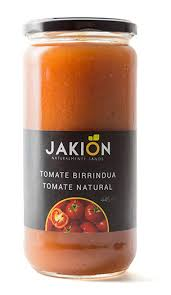 JAKION
NATURALMENTE SANOS
TOMATE BIRRINDUA
TOMATE NATURAL